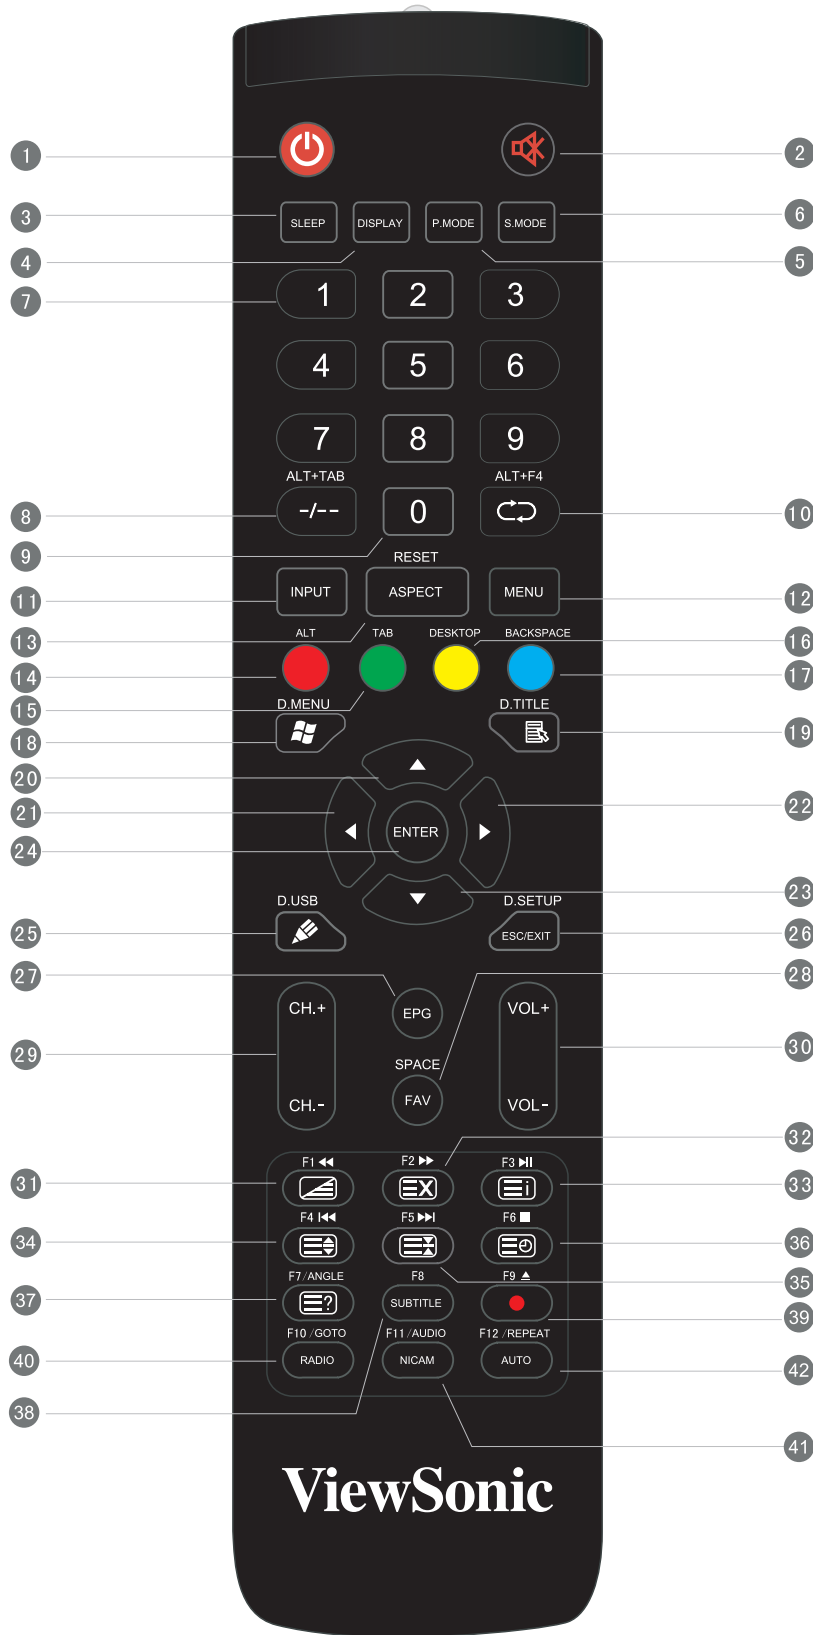 1 2
3 SLEEP DISPLAY P.MODE S.MODE 6
4 5
7 1 2 3
4 5 6
7 8 9
ALT+TAB ALT+F4
8 -/-- 0 10
9 RESET
11 INPUT ASPECT MENU 12
13 ALT TAB DESKTOP BACKSPACE 16
14 17
15 D.MENU D.TITLE
18 19
20
21 22
24 ENTER
23
D.USB D.SETUP
25 ESC/EXIT 26
27 28
CH.+ EPG VOL+
29 30
SPACE
CH.- FAV VOL-
32
F1 F2 F3
31 X i 33
F4 F5 F6
34 36
35
F7/ANGLE F8 F9
37 ? SUBTITLE 39
F10/GOTO F11/AUDIO F12/REPEAT
40 RADIO NICAM AUTO 42
38
41
ViewSonic